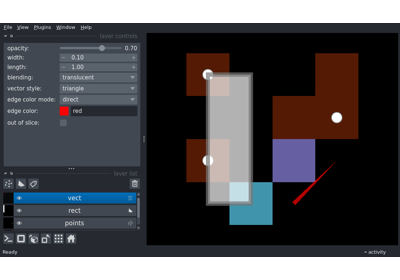 File View Plugins Window Help
layer controls
opacity: 0.70
width: 0.10
length: 1.00
blending: translucent
vector style: triangle
edge color mode: direct
edge color: red
out of slice:
layer list
vect
rect
points
Ready
activity